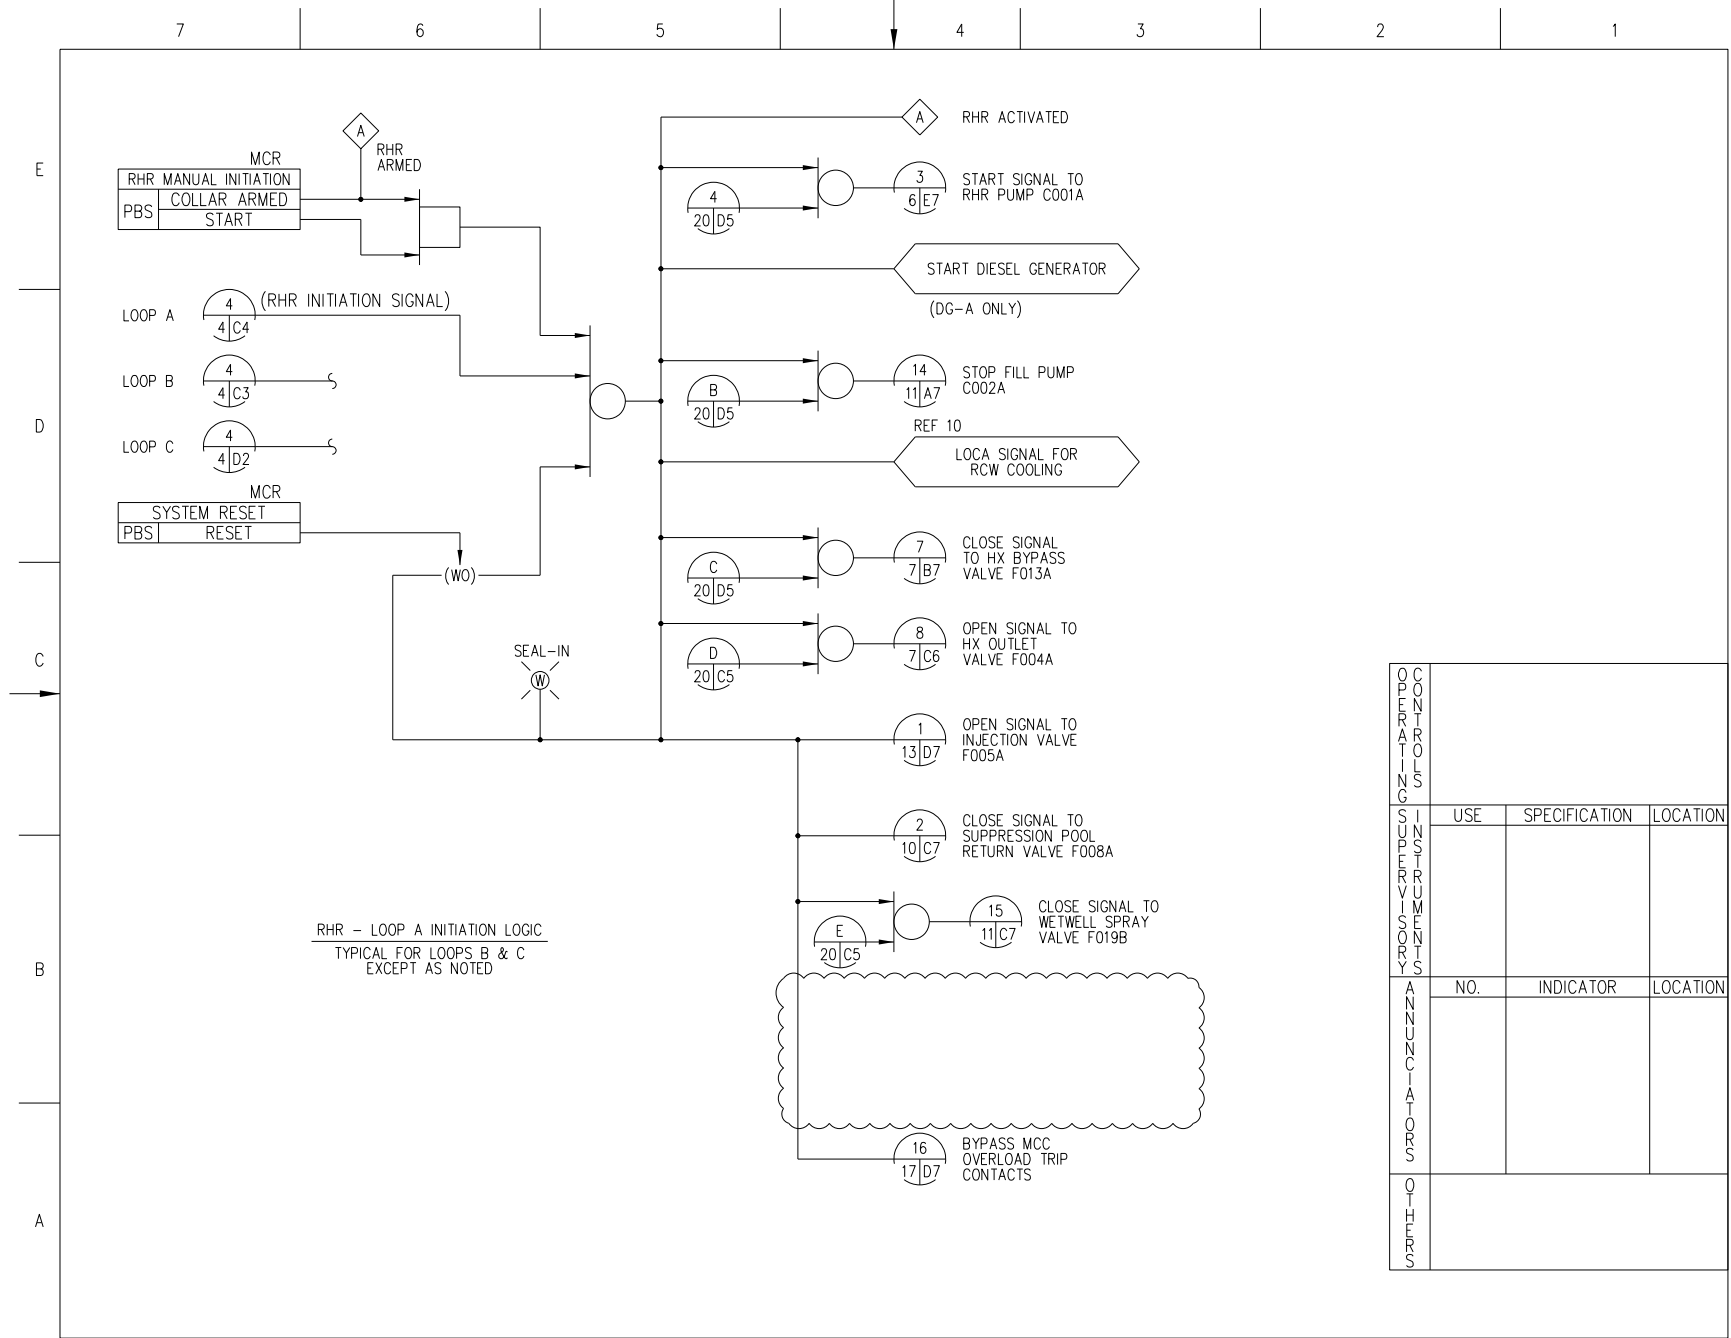 7 6 5 4 3 2 1
E
D
C
B
A
A
RHR
ARMED
MCR
RHR MANUAL INITIATION
PBS
COLLAR ARMED
START
LOOP A
4
4 C4
(RHR INITIATION SIGNAL)
LOOP B
4
4 C3
LOOP C
4
4 D2
MCR
SYSTEM RESET
PBS RESET
(WO)
SEAL-IN
W
A
RHR ACTIVATED
4
20 D5
3
6 E7
START SIGNAL TO
RHR PUMP C001A
START DIESEL GENERATOR
(DG-A ONLY)
B
20 D5
14
11 A7
STOP FILL PUMP
C002A
REF 10
LOCA SIGNAL FOR
RCW COOLING
C
20 D5
7
7 B7
CLOSE SIGNAL
TO HX BYPASS
VALVE F013A
D
20 C5
8
7 C6
OPEN SIGNAL TO
HX OUTLET
VALVE F004A
1
13 D7
OPEN SIGNAL TO
INJECTION VALVE
F005A
2
10 C7
CLOSE SIGNAL TO
SUPPRESSION POOL
RETURN VALVE F008A
E
20 C5
15
11 C7
CLOSE SIGNAL TO
WETWELL SPRAY
VALVE F019B
16
17 D7
BYPASS MCC
OVERLOAD TRIP
CONTACTS
RHR - LOOP A INITIATION LOGIC
TYPICAL FOR LOOPS B & C
EXCEPT AS NOTED
OPERATING
CONTROLS
SUPERVISORY
INSTRUMENTS
USE SPECIFICATION LOCATION
ANNUNCIATORS
NO. INDICATOR LOCATION
OTHERS